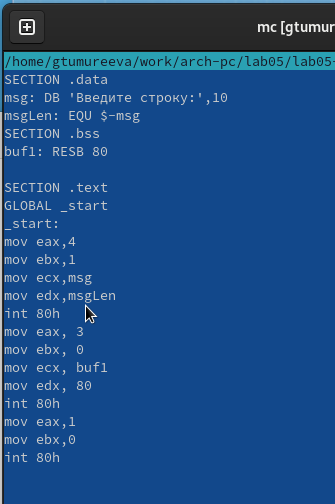 mc [gtumur
/home/gtumureeva/work/arch-pc/lab05/lab05-
SECTION .data
msg: DB 'Введите строку:',10
msgLen: EQU $-msg
SECTION .bss
buf1: RESB 80
SECTION .text
GLOBAL _start
_start:
mov eax,4
mov ebx,1
mov ecx,msg
mov edx,msgLen
int 80h
mov eax, 3
mov ebx, 0
mov ecx, buf1
mov edx, 80
int 80h
mov eax,1
mov ebx,0
int 80h